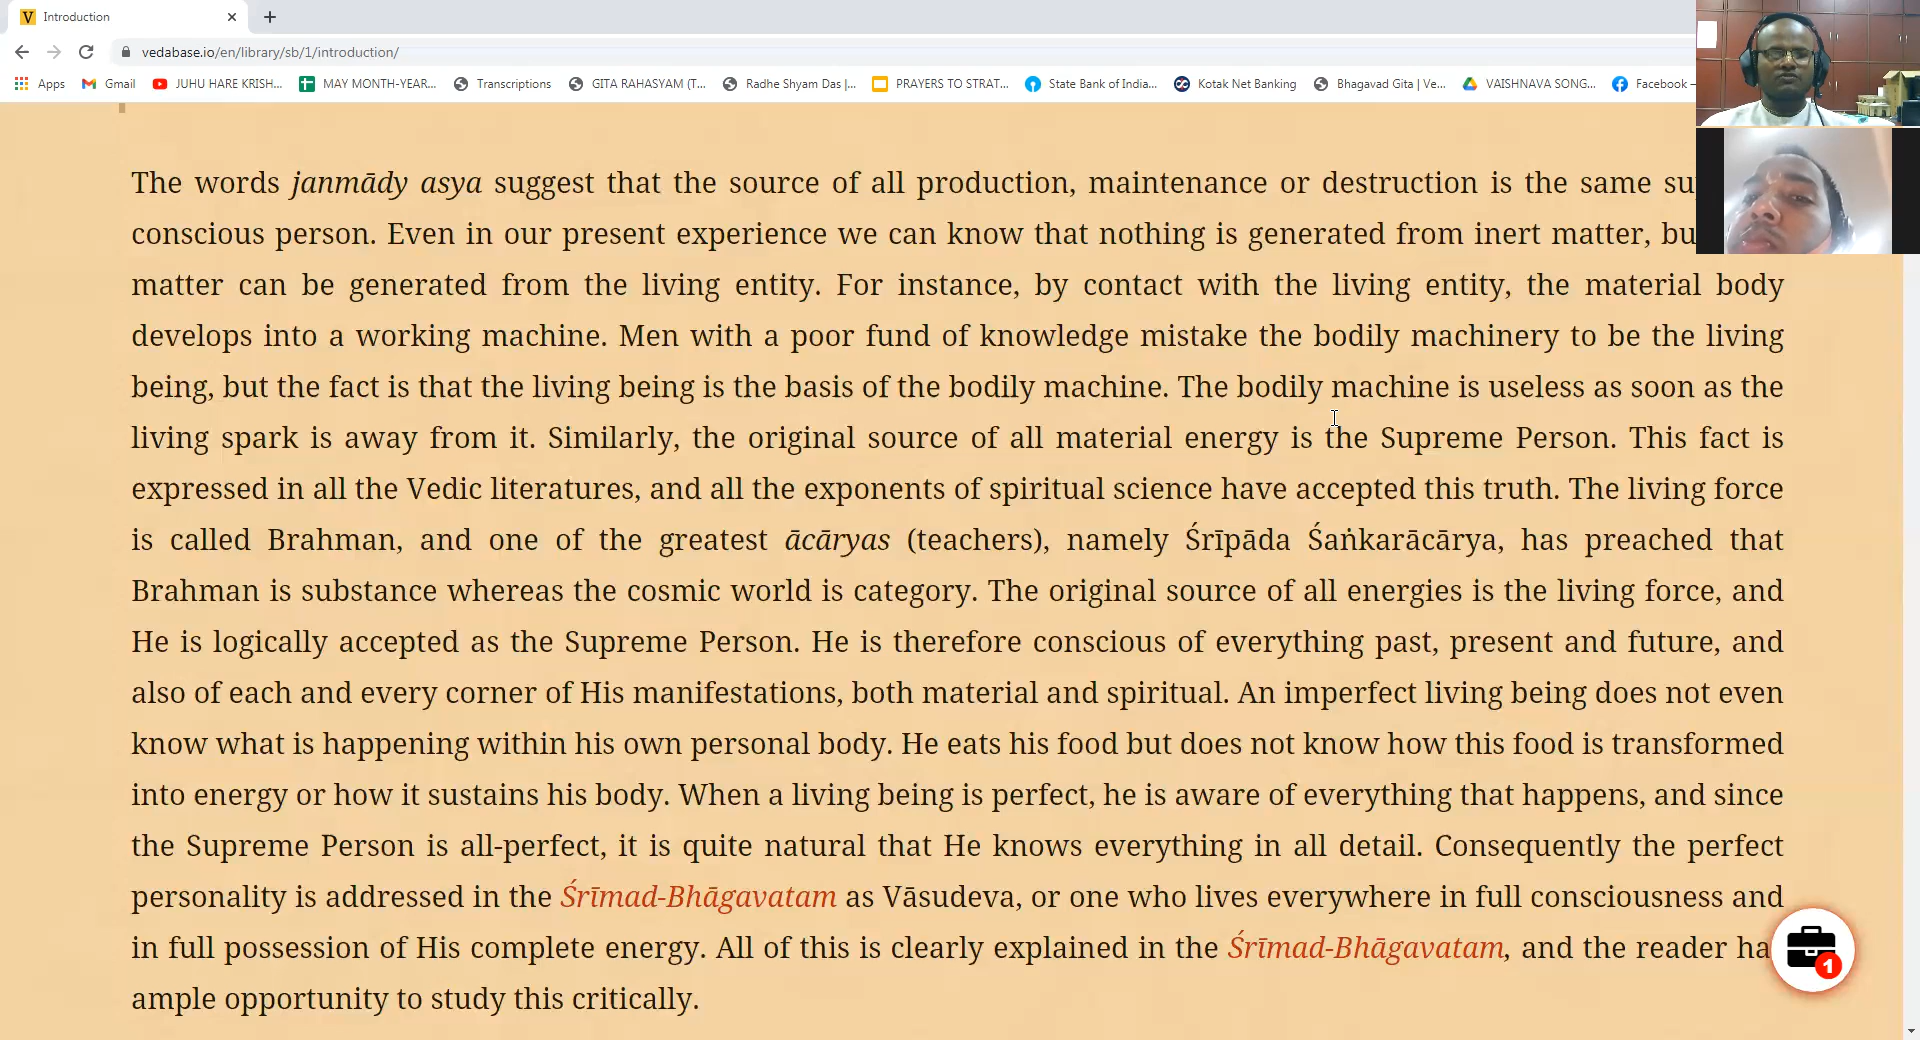 Introduction
vedabase.io/en/library/sb/1/introduction/
Apps Gmail JUHU HARE KRISH... MAY MONTH-YEAR... Transcriptions GITA RAHASYAM (T... Radhe Shyam Das |... PRAYERS TO STRAT... State Bank of India... Kotak Net Banking Bhagavad Gita | Ve... VAISHNAVA SONG... Facebook –
The words janmādy asya suggest that the source of all production, maintenance or destruction is the same
conscious person. Even in our present experience we can know that nothing is generated from inert matter,
matter can be generated from the living entity. For instance, by contact with the living entity, the material body
develops into a working machine. Men with a poor fund of knowledge mistake the bodily machinery to be the living
being, but the fact is that the living being is the basis of the bodily machine. The bodily machine is useless as soon as the
living spark is away from it. Similarly, the original source of all material energy is the Supreme Person. This fact is
expressed in all the Vedic literatures, and all the exponents of spiritual science have accepted this truth. The living force
is called Brahman, and one of the greatest ācāryas (teachers), namely Śrīpāda Śaṅkarācārya, has preached that
Brahman is substance whereas the cosmic world is category. The original source of all energies is the living force, and
He is logically accepted as the Supreme Person. He is therefore conscious of everything past, present and future, and
also of each and every corner of His manifestations, both material and spiritual. An imperfect living being does not even
know what is happening within his own personal body. He eats his food but does not know how this food is transformed
into energy or how it sustains his body. When a living being is perfect, he is aware of everything that happens, and since
the Supreme Person is all-perfect, it is quite natural that He knows everything in all detail. Consequently the perfect
personality is addressed in the Śrīmad-Bhāgavatam as Vāsudeva, or one who lives everywhere in full consciousness and
in full possession of His complete energy. All of this is clearly explained in the Śrīmad-Bhāgavatam, and the reader
ample opportunity to study this critically.
1